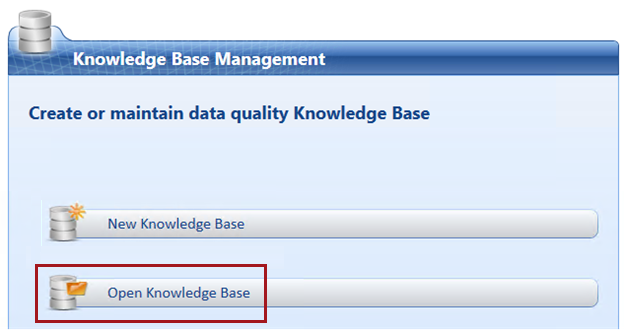 Knowledge Base Management
Create or maintain data quality Knowledge Base
New Knowledge Base
Open Knowledge Base